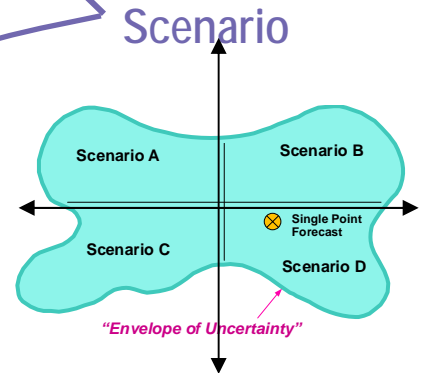 Scenario
Scenario A
Scenario B
Single Point
Forecast
Scenario C
Scenario D
“Envelope of Uncertainty”